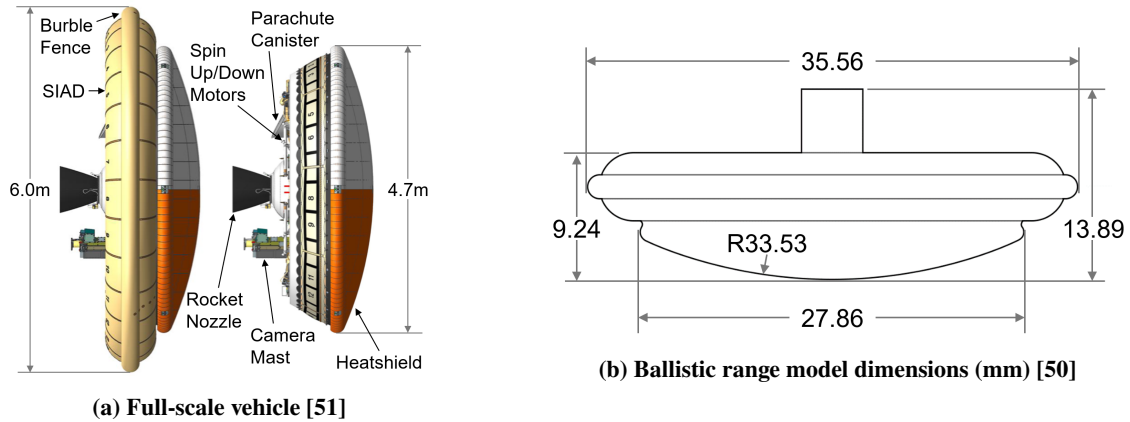 Burble
Fence
SIAD
6.0m
Spin
Up/Down
Motors
Parachute
Canister
4.7m
Rocket
Nozzle
Camera
Mast
Heatshield
(a) Full-scale vehicle [51]
35.56
9.24
13.89
R33.53
27.86
(b) Ballistic range model dimensions (mm) [50]